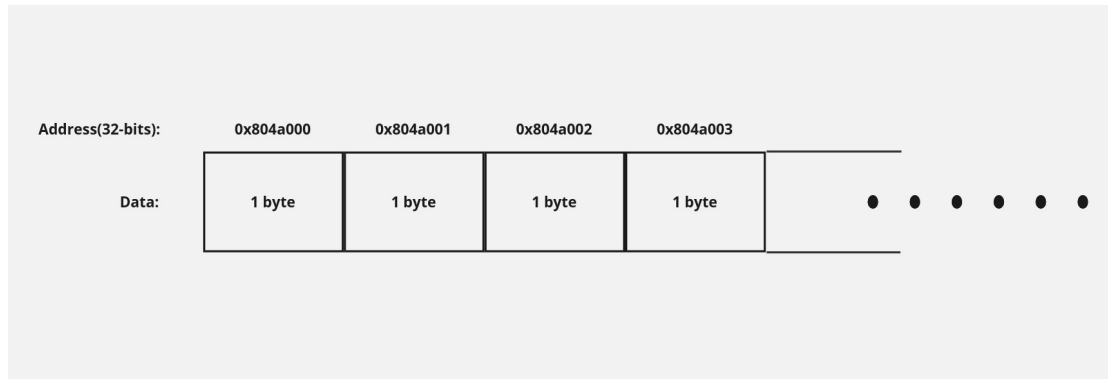 Address(32-bits): 0x804a000 0x804a001 0x804a002 0x804a003
Data: 1 byte 1 byte 1 byte 1 byte